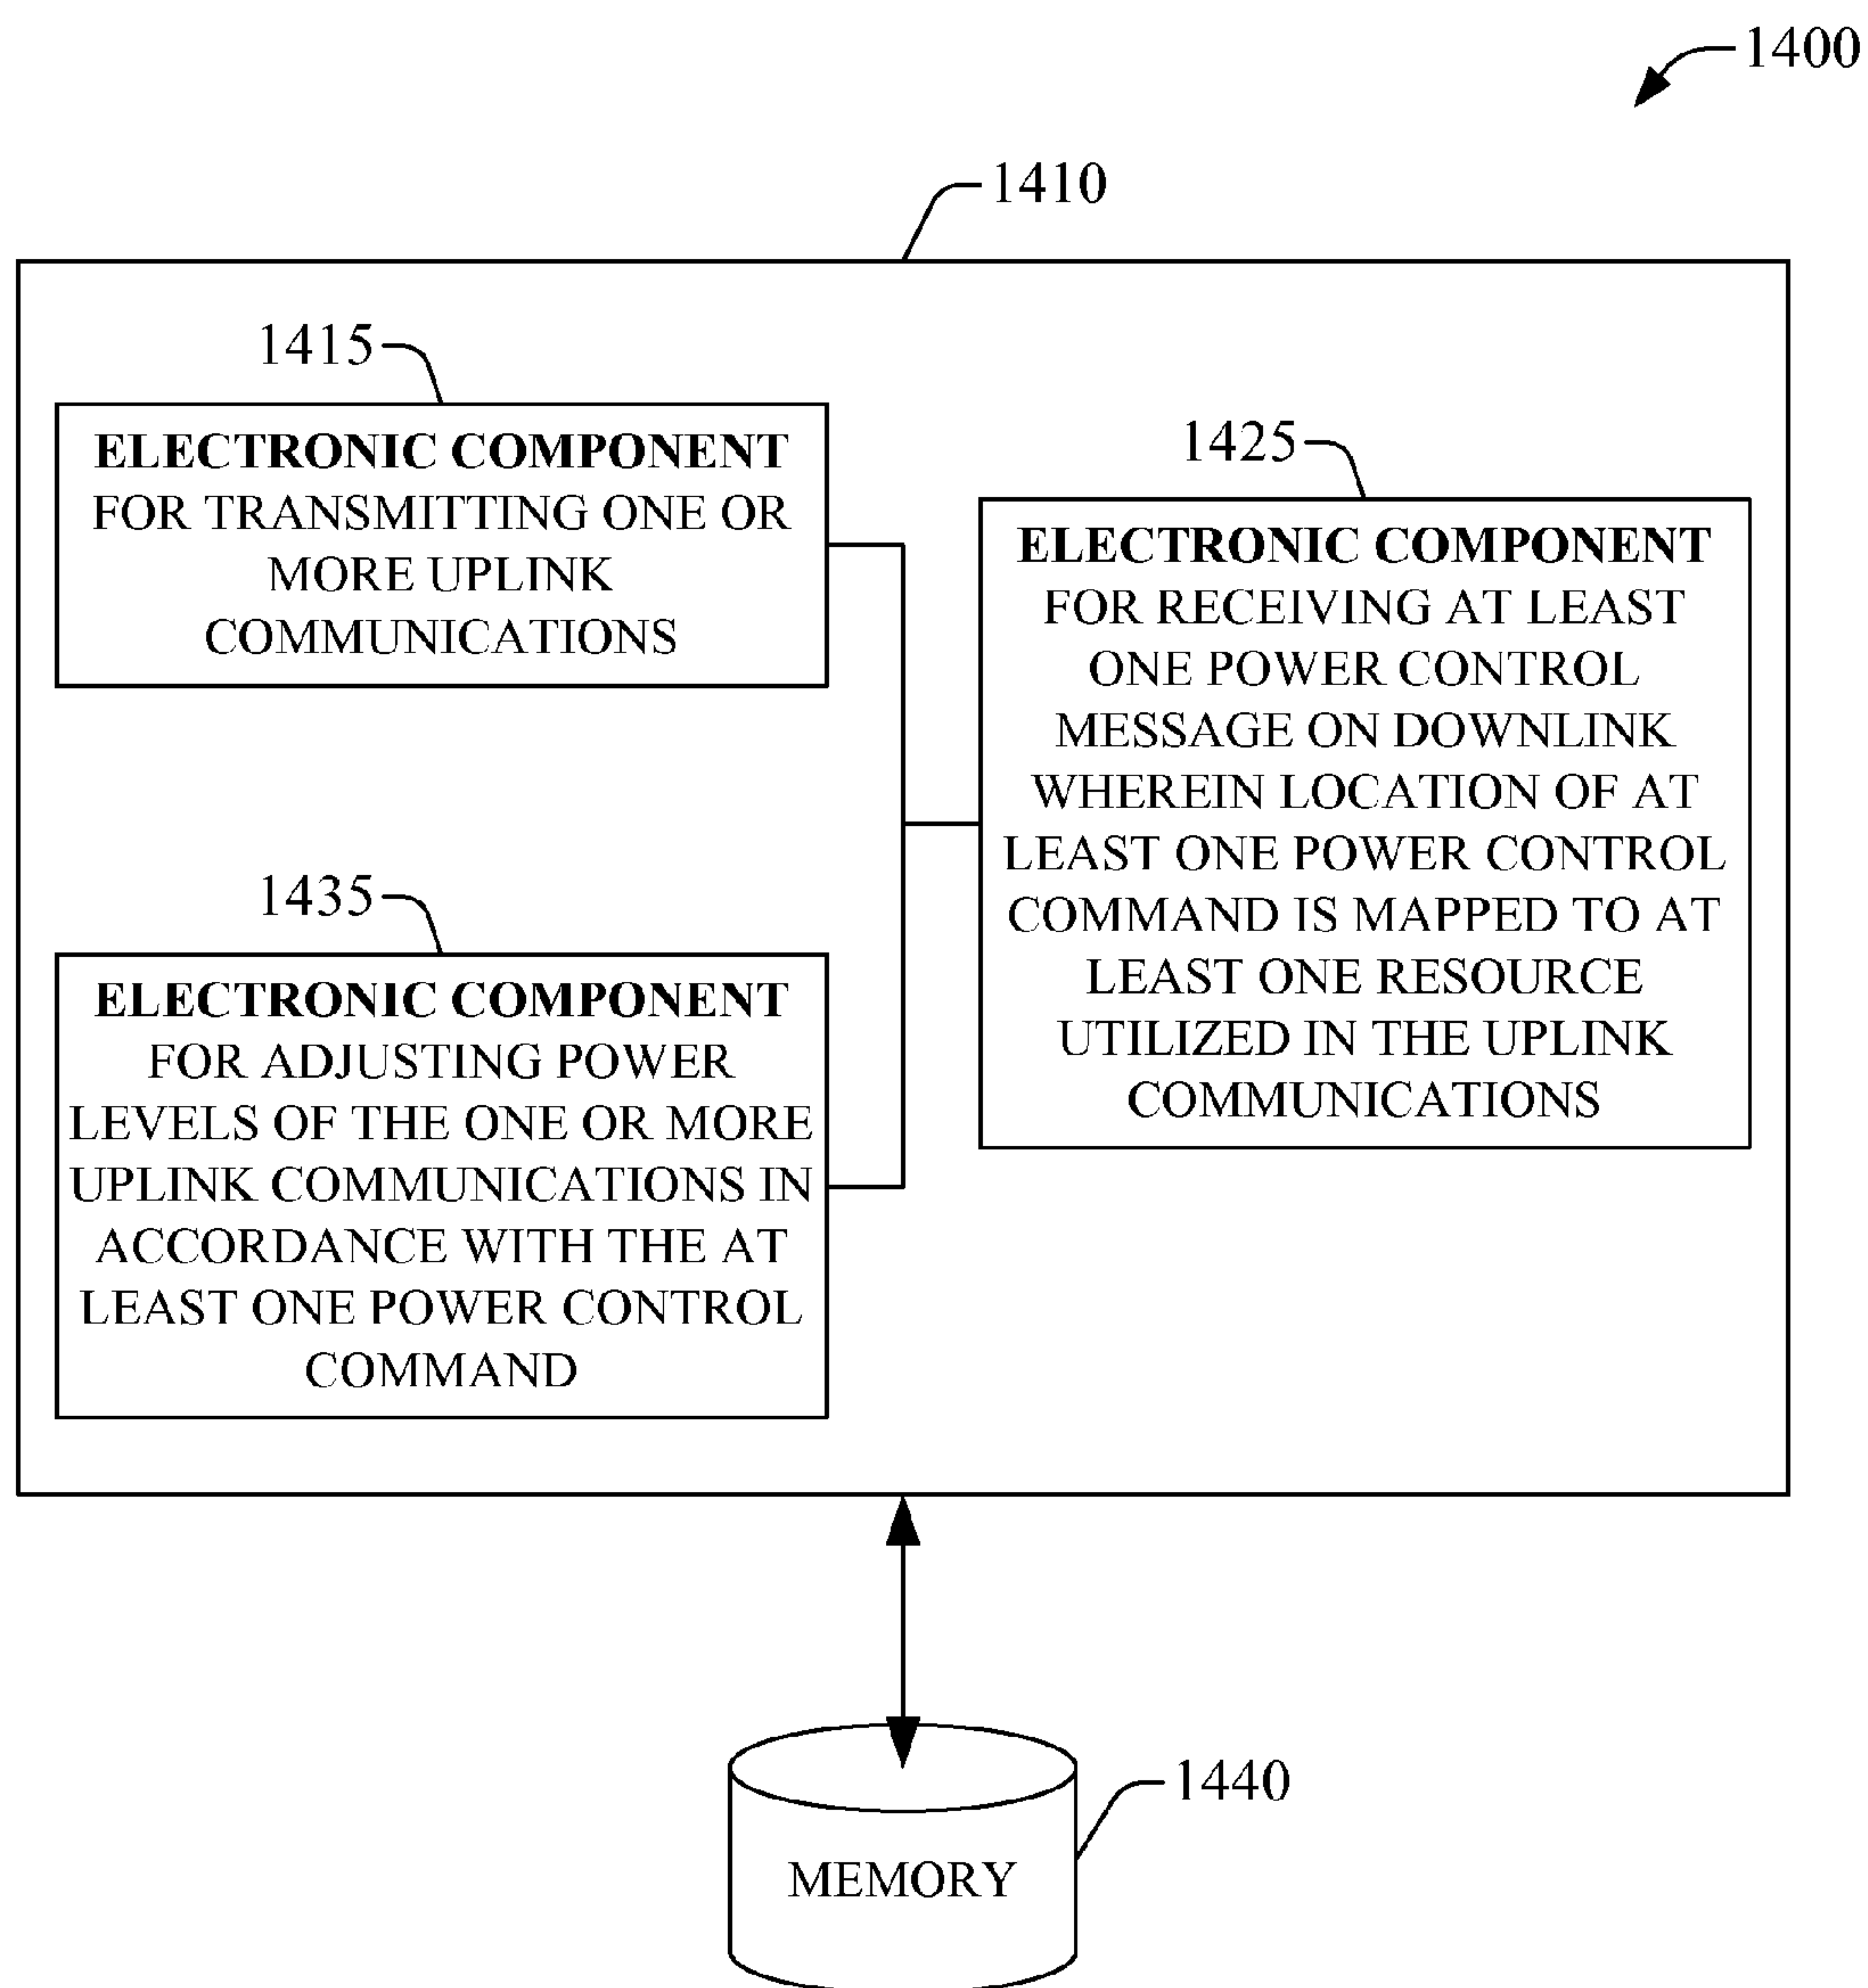 1400
1410
1415
ELECTRONIC COMPONENT
FOR TRANSMITTING ONE OR
MORE UPLINK
COMMUNICATIONS
1425
ELECTRONIC COMPONENT
FOR RECEIVING AT LEAST
ONE POWER CONTROL
MESSAGE ON DOWNLINK
WHEREIN LOCATION OF AT
LEAST ONE POWER CONTROL
COMMAND IS MAPPED TO AT
LEAST ONE RESOURCE
UTILIZED IN THE UPLINK
COMMUNICATIONS
1435
ELECTRONIC COMPONENT
FOR ADJUSTING POWER
LEVELS OF THE ONE OR MORE
UPLINK COMMUNICATIONS IN
ACCORDANCE WITH THE AT
LEAST ONE POWER CONTROL
COMMAND
1440
MEMORY